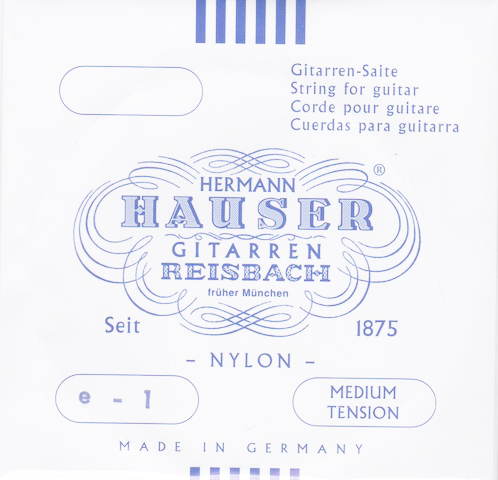 Gitarren-Saite
String for guitar
Corde pour guitare
Cuerdas para guitarra
®
HERMANN
HAUSER
GITARREN
REISBACH
früher München
Seit 1875
– NYLON –
e - 1
MEDIUM
TENSION
MADE IN GERMANY